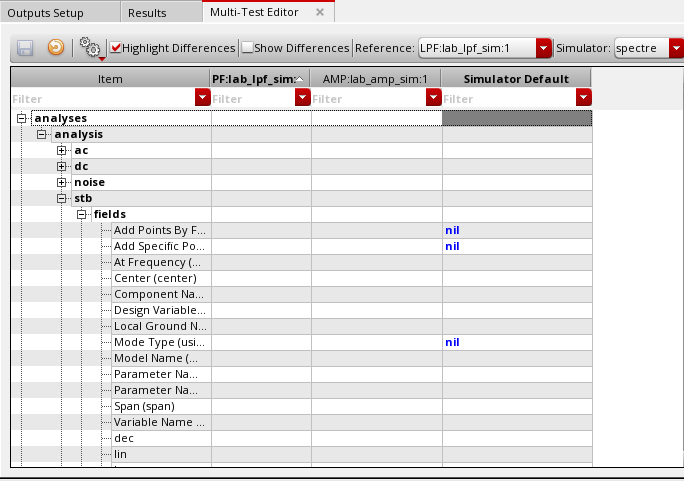 Outputs Setup Results Multi-Test Editor
Highlight Differences Show Differences Reference: LPF:lab_lpf_sim:1 Simulator: spectre
Item PF:lab_lpf_sim: AMP:lab_amp_sim:1 Simulator Default
Filter Filter Filter Filter
analyses
analysis
ac
dc
noise
stb
fields
Add Points By F... nil
Add Specific Po... nil
At Frequency (...
Center (center)
Component Na...
Design Variable...
Local Ground N...
Mode Type (usi... nil
Model Name (...
Parameter Na...
Parameter Na...
Span (span)
Variable Name ...
dec
lin